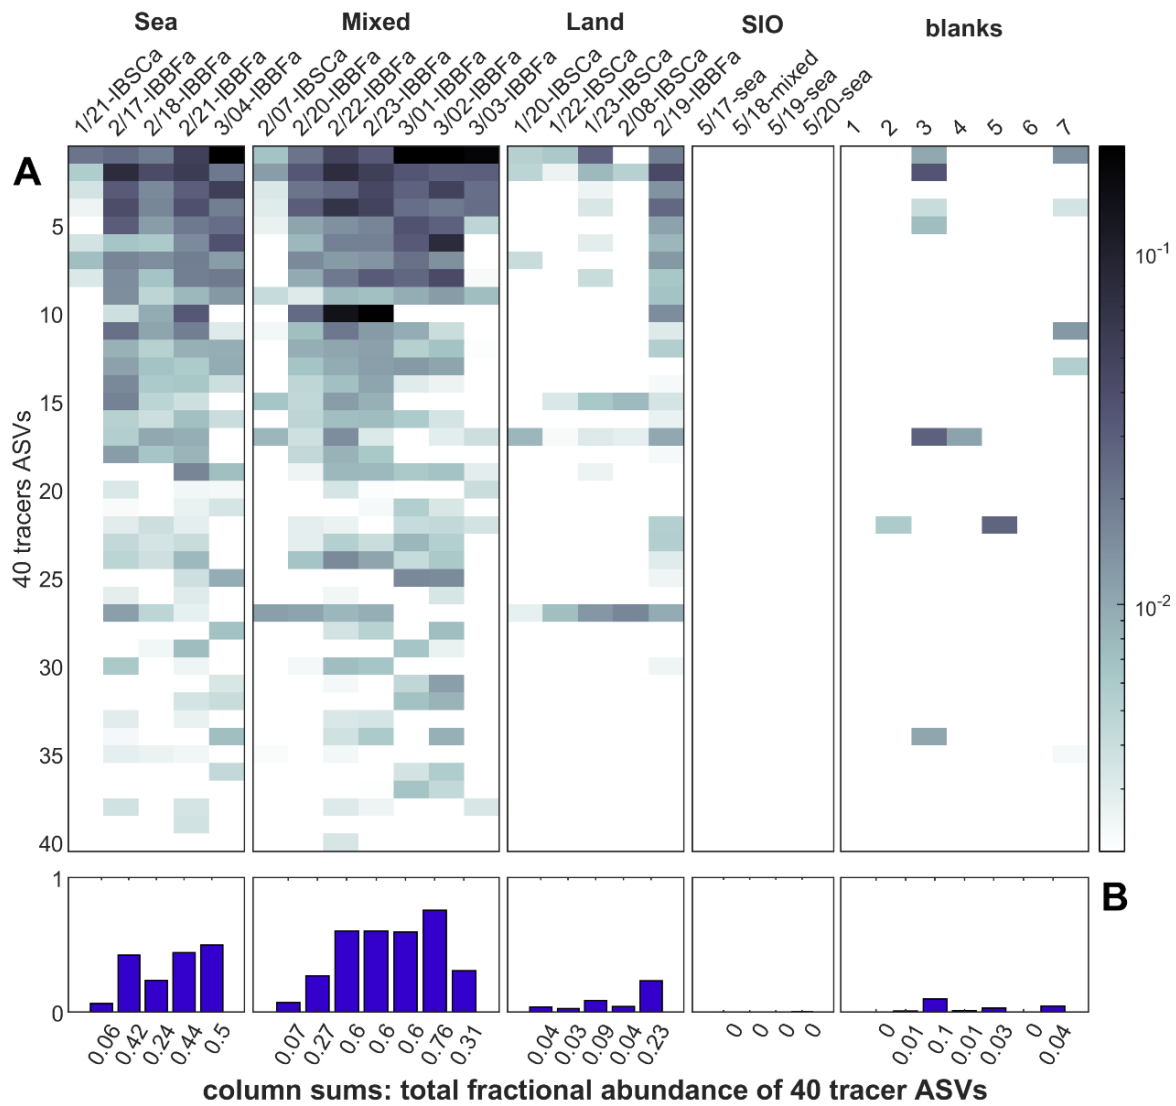 Sea Mixed Land SIO blanks
1/21-IBSCa 2/17-IBBFa 2/18-IBBFa 2/21-IBBFa 3/04-IBBFa 2/07-IBSCa 2/20-IBBFa 2/22-IBBFa 2/23-IBBFa 3/01-IBBFa 3/02-IBBFa 3/03-IBBFa 1/20-IBSCa 1/22-IBSCa 1/23-IBSCa 2/08-IBSCa 2/19-IBBFa 5/17-sea 5/18-mixed 5/19-sea 5/20-sea 1 2 3 4 5 6 7
A
40 tracers ASVs
5
10
15
20
25
30
35
40
10-1
10-2
B
1
0
0.06 0.42 0.24 0.44 0.5 0.07 0.27 0.6 0.6 0.6 0.76 0.31 0.04 0.03 0.09 0.04 0.23 0 0 0 0 0 0.01 0.1 0.01 0.03 0 0.04
column sums: total fractional abundance of 40 tracer ASVs